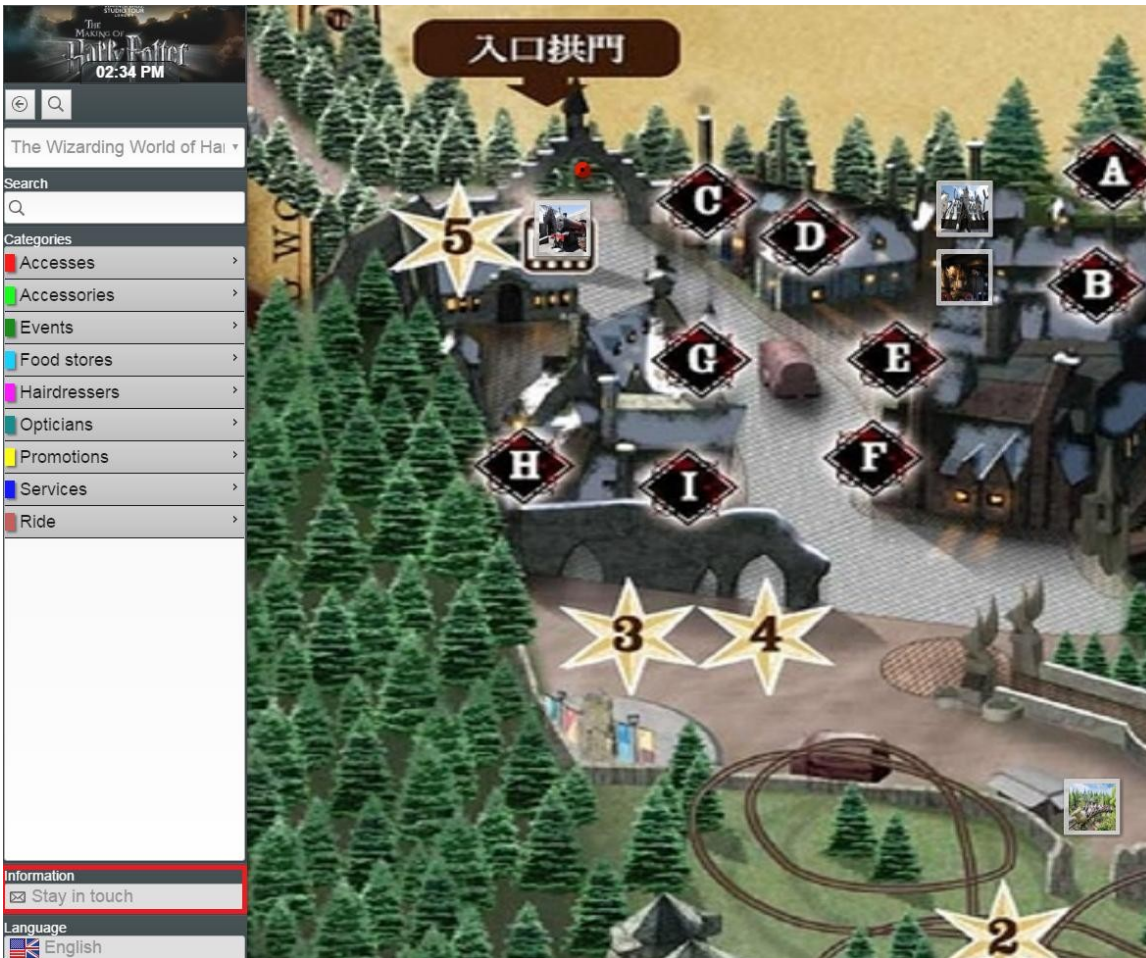 STUDIO TOUR
THE
MAKING OF
Harry Potter
02:34 PM
The Wizarding World of Har
Search
Categories
Accesses
Accessories
Events
Food stores
Hairdressers
Opticians
Promotions
Services
Ride
Information
Stay in touch
Language
English
入口拱門
A
C
D
5
B
G
E
H
F
I
3
4
2